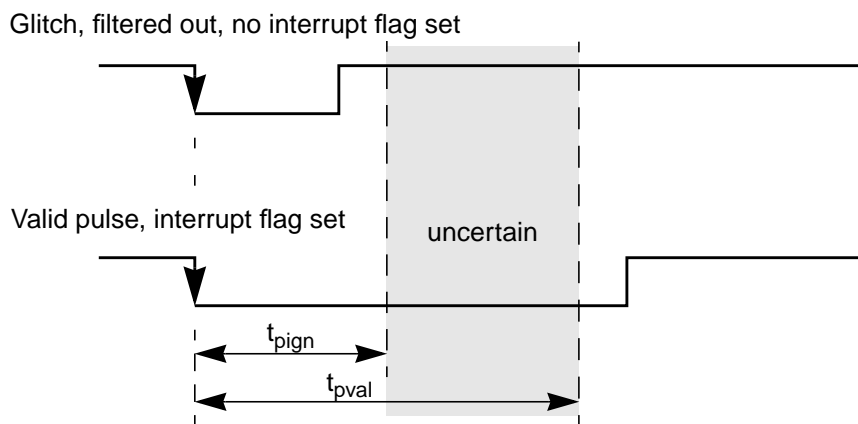 Glitch, filtered out, no interrupt flag set
Valid pulse, interrupt flag set
uncertain
tpign
tpval